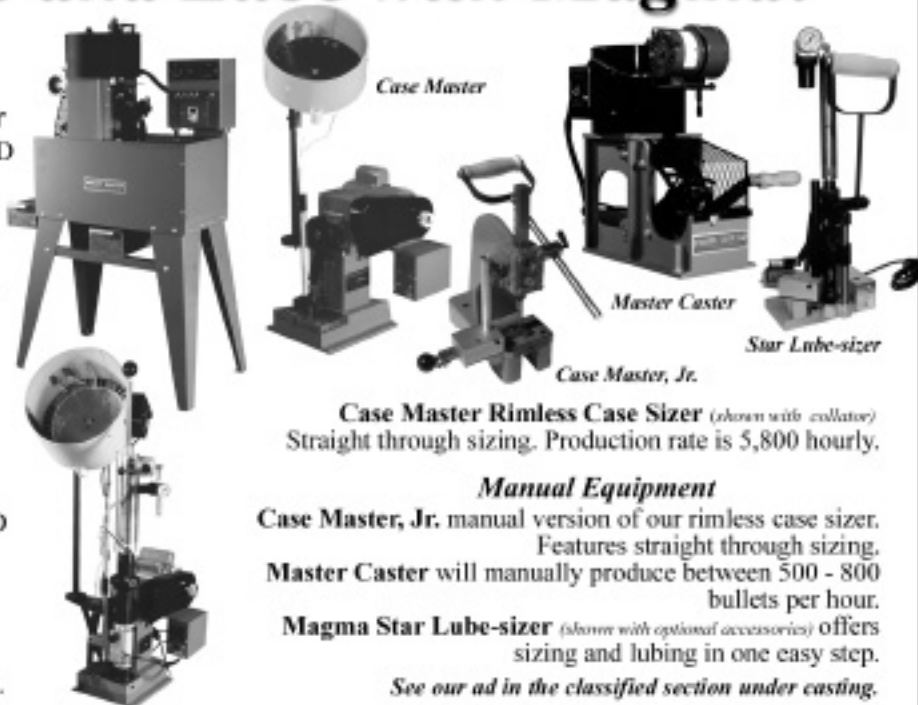 and Lube with Magma!
Case Master
Master Caster
Star Lube-sizer
Case Master, Jr.
Case Master Rimless Case Sizer (shown with collator)
Straight through sizing. Production rate is 5,800 hourly.
Manual Equipment
Case Master, Jr. manual version of our rimless case sizer.
Features straight through sizing.
Master Caster will manually produce between 500 - 800
bullets per hour.
Magma Star Lube-sizer (shown with optional accessories) offers
sizing and lubing in one easy step.
See our ad in the classified section under casting.